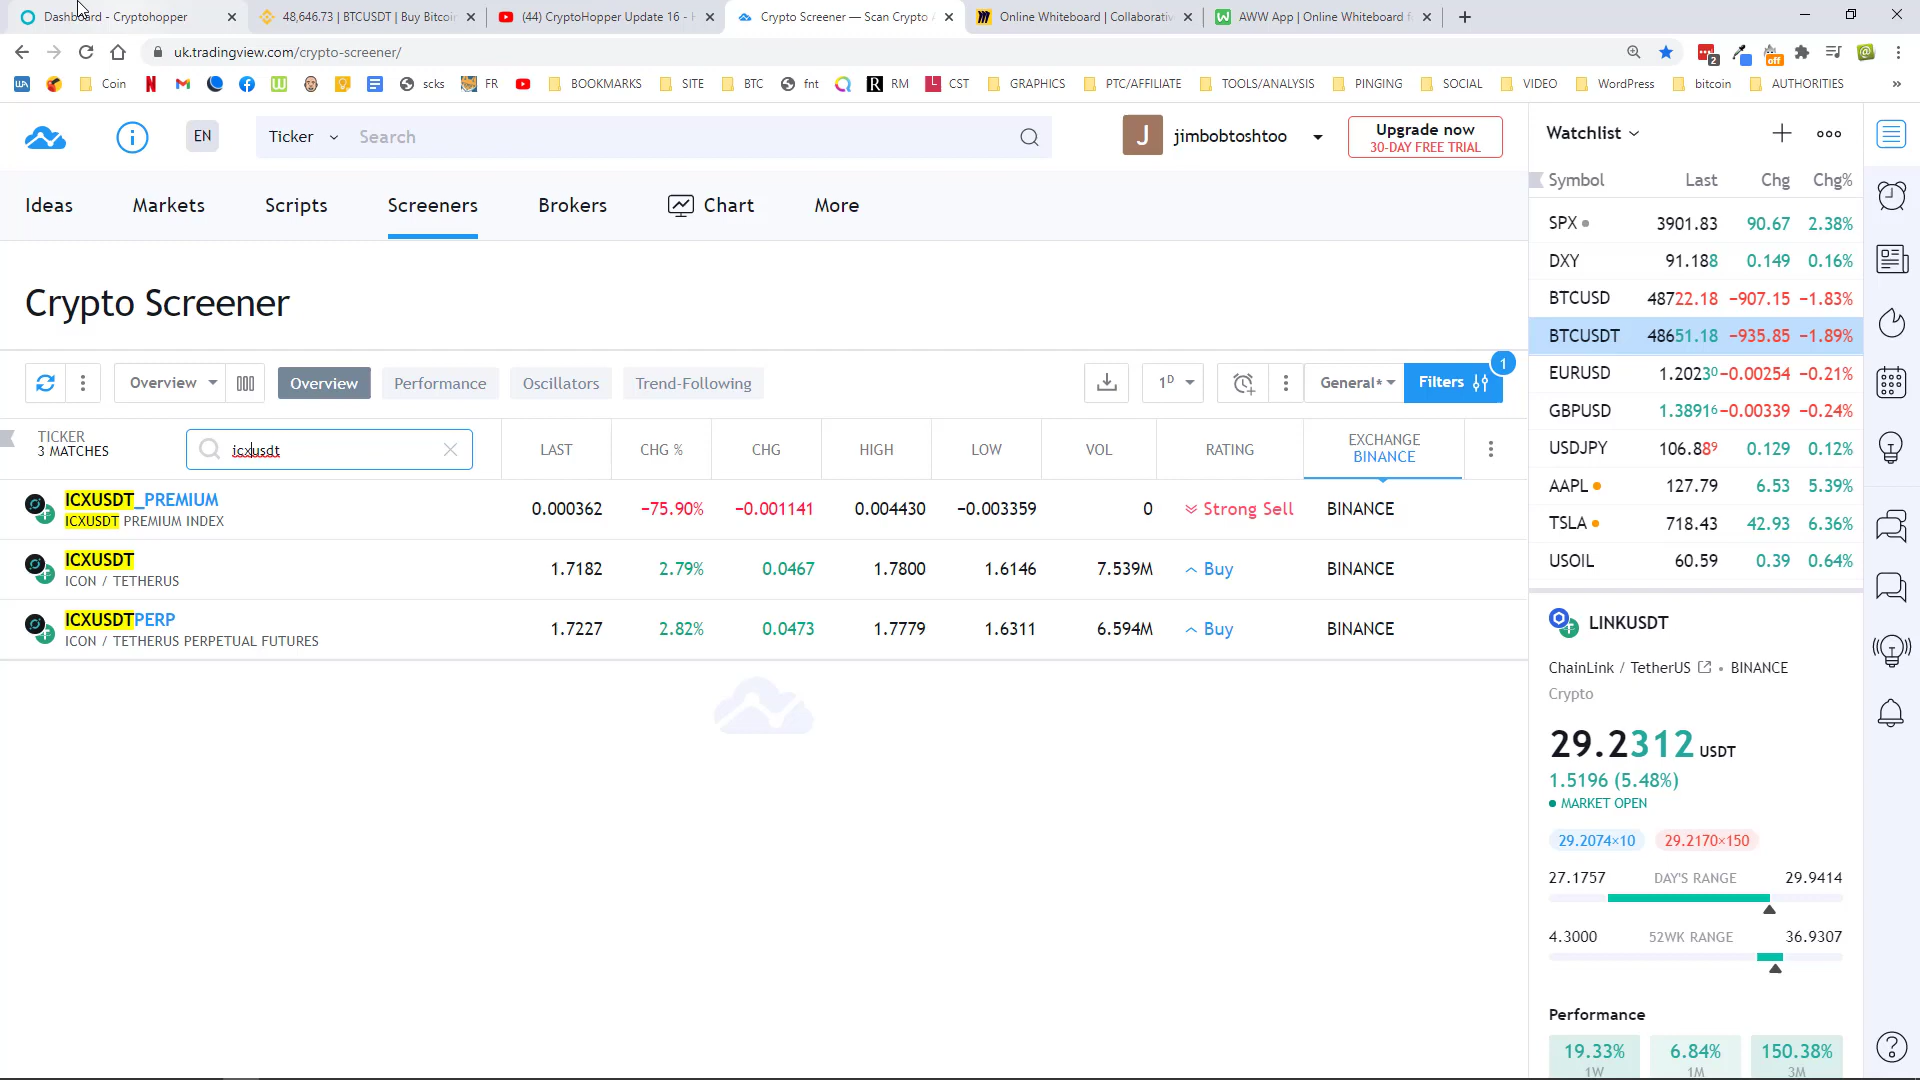 Dashboard - Cryptohopper
48,646.73 | BTCUSDT | Buy Bitcoin
(44) CryptoHopper Update 16 - H
Crypto Screener — Scan Crypto A
Online Whiteboard | Collaborativ
AWW App | Online Whiteboard f
uk.tradingview.com/crypto-screener/
2
off
Coin
scks
FR
BOOKMARKS
SITE
BTC
fnt
RM
CST
GRAPHICS
PTC/AFFILIATE
TOOLS/ANALYSIS
PINGING
SOCIAL
VIDEO
WordPress
bitcoin
AUTHORITIES
»
EN
Ticker
Search
J
jimbobtoshtoo
Upgrade now
30-DAY FREE TRIAL
Ideas
Markets
Scripts
Screeners
Brokers
Chart
More
Crypto Screener
Overview
Overview
Performance
Oscillators
Trend-Following
1D
General*
Filters
1
TICKER
3 MATCHES
icxusdt
LAST
CHG %
CHG
HIGH
LOW
VOL
RATING
EXCHANGE
BINANCE
ICXUSDT_PREMIUM
ICXUSDT PREMIUM INDEX
0.000362 −75.90% −0.001141 0.004430 −0.003359 0 Strong Sell BINANCE
ICXUSDT
ICON / TETHERUS
1.7182 2.79% 0.0467 1.7800 1.6146 7.539M Buy BINANCE
ICXUSDTPERP
ICON / TETHERUS PERPETUAL FUTURES
1.7227 2.82% 0.0473 1.7779 1.6311 6.594M Buy BINANCE
Watchlist
Symbol Last Chg Chg%
SPX 3901.83 90.67 2.38%
DXY 91.188 0.149 0.16%
BTCUSD 48722.18 −907.15 −1.83%
BTCUSDT 48651.18 −935.85 −1.89%
EURUSD 1.20230 −0.00254 −0.21%
GBPUSD 1.38916 −0.00339 −0.24%
USDJPY 106.889 0.129 0.12%
AAPL 127.79 6.53 5.39%
TSLA 718.43 42.93 6.36%
USOIL 60.59 0.39 0.64%
LINKUSDT
ChainLink / TetherUS • BINANCE
Crypto
29.2312 USDT
1.5196 (5.48%)
MARKET OPEN
29.2074×10 29.2170×150
27.1757 DAY'S RANGE 29.9414
4.3000 52WK RANGE 36.9307
Performance
19.33% 6.84% 150.38%
1W 1M 3M